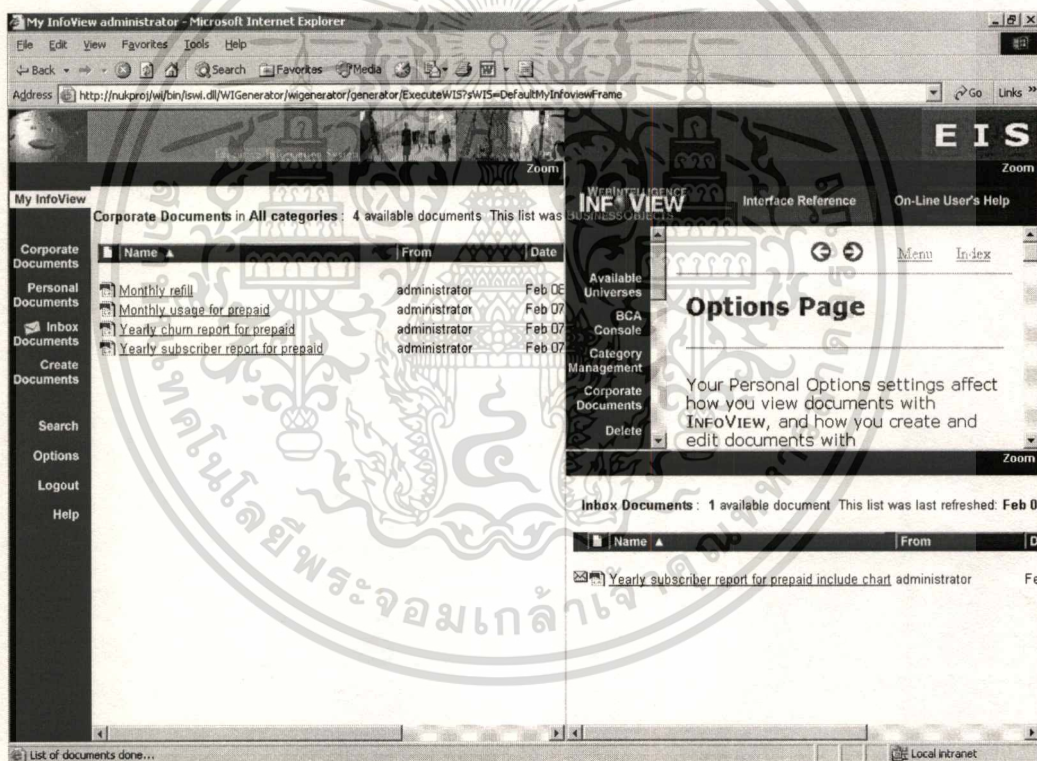 My InfoView administrator - Microsoft Internet Explorer
File Edit View Favorites Tools Help
Back Search Favorites Media
Address http://nukproj/wi/bin/iswi.dll/WIGenerator/wigenerator/generator/ExecuteWIS?sWIS=DefaultMyInfoviewFrame Go Links »
Executive Information System
Zoom
My InfoView
Corporate Documents in All categories : 4 available documents This list was
Name From Date
Monthly refill administrator Feb 08
Monthly usage for prepaid administrator Feb 07
Yearly churn report for prepaid administrator Feb 07
Yearly subscriber report for prepaid administrator Feb 07
Corporate Documents
Personal Documents
Inbox Documents
Create Documents
Search
Options
Logout
Help
EIS
Zoom
WEBINTELLIGENCE
INFOVIEW
BUSINESSOBJECTS
Interface Reference On-Line User's Help
Available Universes
BCA Console
Category Management
Corporate Documents
Delete
Menu Index
Options Page
Your Personal Options settings affect
how you view documents with
INFOVIEW, and how you create and
edit documents with
Zoom
Inbox Documents : 1 available document This list was last refreshed: Feb 0
Name From D
Yearly subscriber report for prepaid include chart administrator Fe
List of documents done...
Local intranet